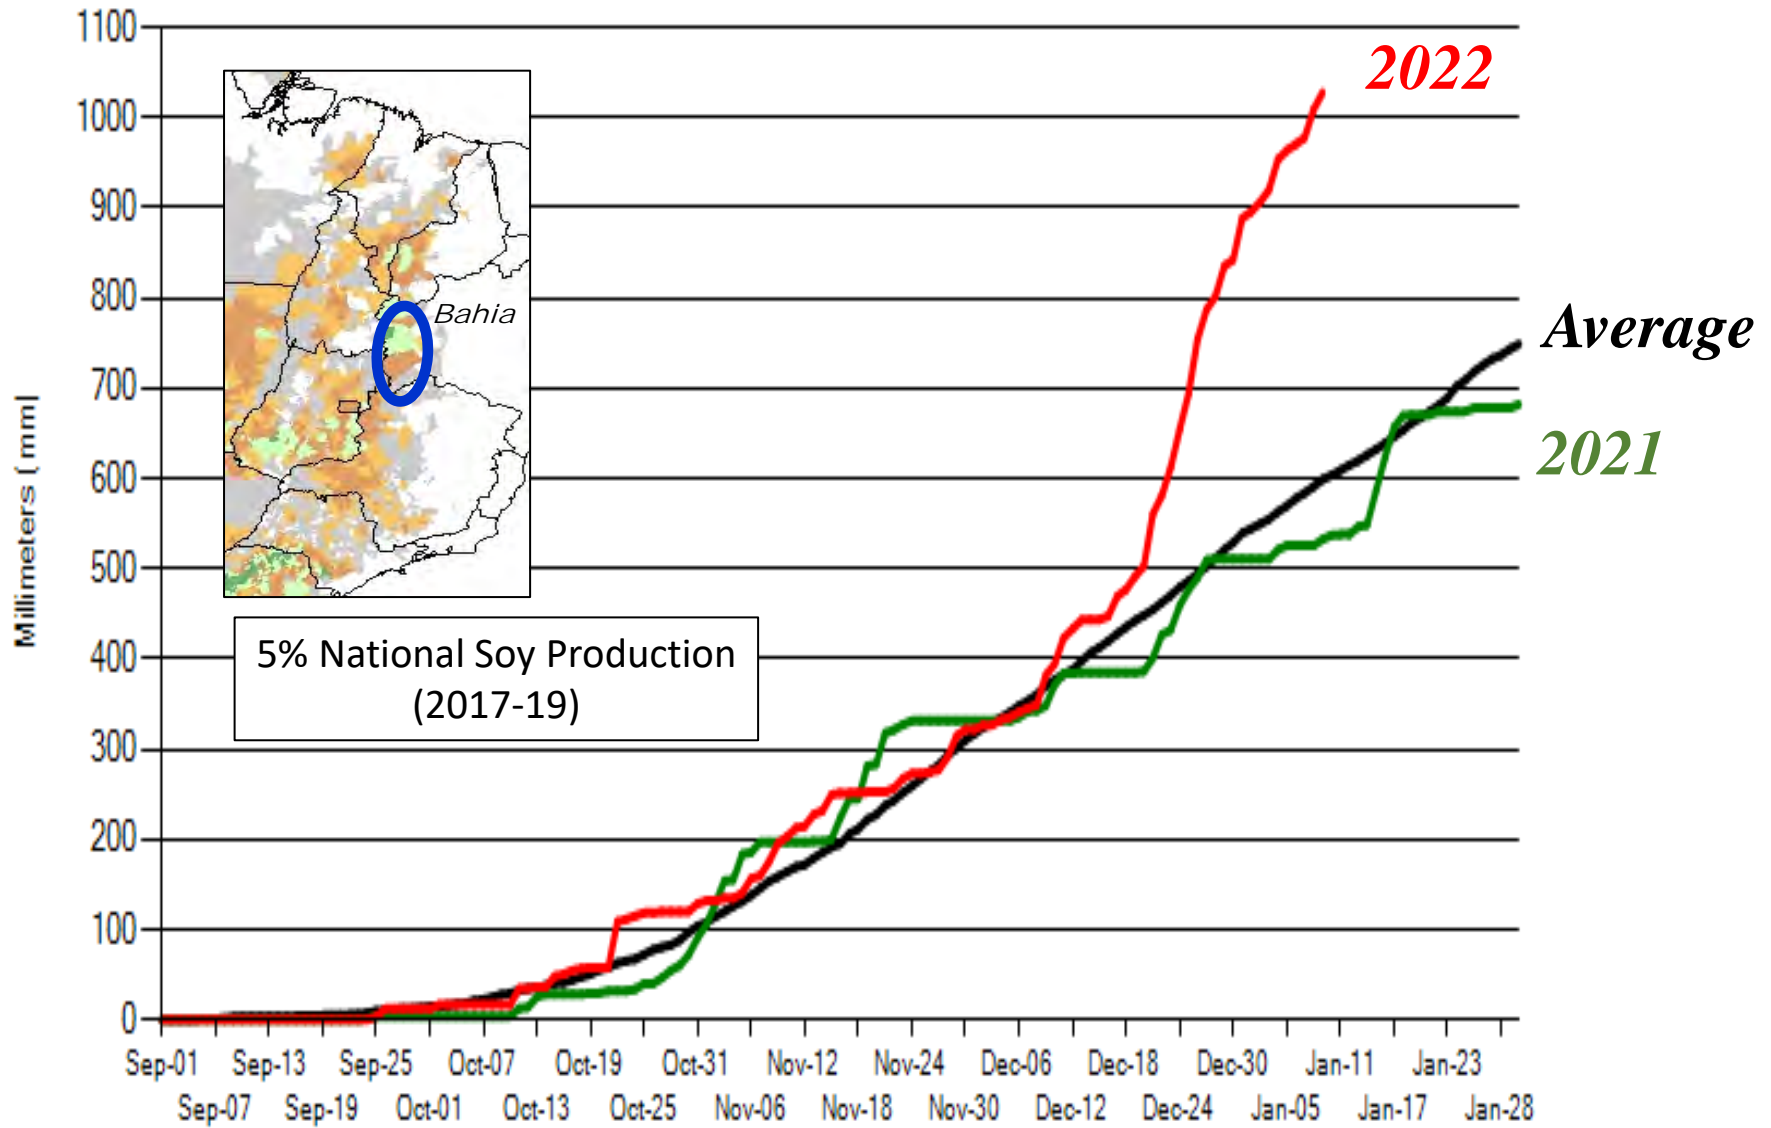 1100
1000
900
800
700
600
500
400
300
200
100
0
Millimeters ( mm)
2022
Average
2021
Bahia
5% National Soy Production
(2017-19)
Sep-01 Sep-13 Sep-25 Oct-07 Oct-19 Oct-31 Nov-12 Nov-24 Dec-06 Dec-18 Dec-30 Jan-11 Jan-23
Sep-07 Sep-19 Oct-01 Oct-13 Oct-25 Nov-06 Nov-18 Nov-30 Dec-12 Dec-24 Jan-05 Jan-17 Jan-28